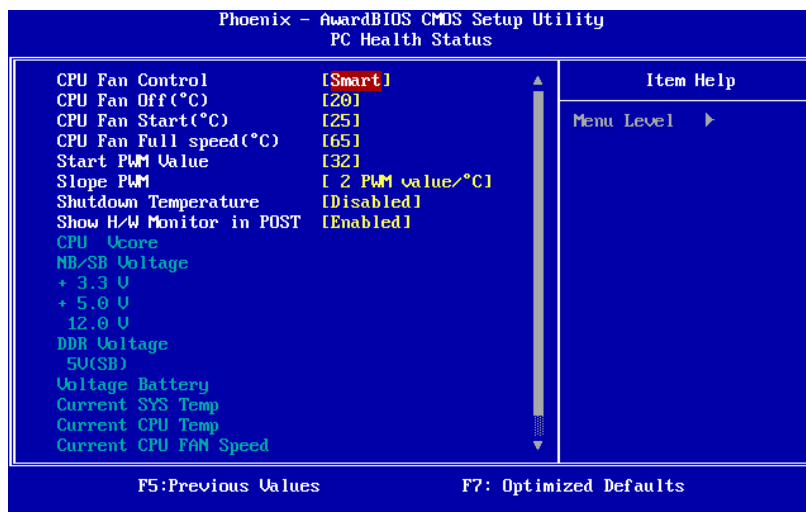 Phoenix - AwardBIOS CMOS Setup Utility
PC Health Status
CPU Fan Control [Smart]
CPU Fan Off(°C) [20]
CPU Fan Start(°C) [25]
CPU Fan Full speed(°C) [65]
Start PWM Value [32]
Slope PWM [ 2 PWM value/°C]
Shutdown Temperature [Disabled]
Show H/W Monitor in POST [Enabled]
CPU Vcore
NB/SB Voltage
+ 3.3 V
+ 5.0 V
12.0 V
DDR Voltage
5V(SB)
Voltage Battery
Current SYS Temp
Current CPU Temp
Current CPU FAN Speed
Item Help
Menu Level
F5:Previous Values F7: Optimized Defaults